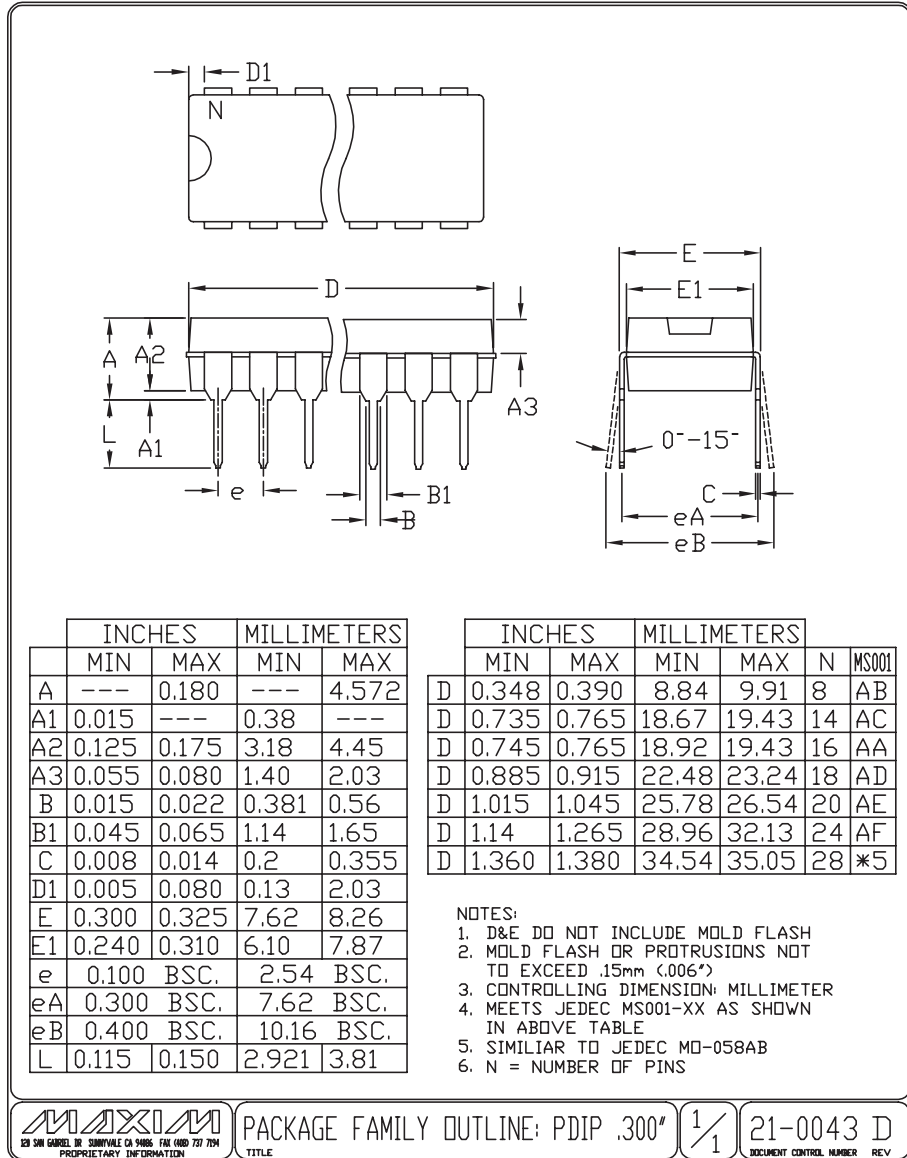 D1
N
D
E
E1
A
A2
A3
L
A1
0°-15°
e
B1
B
C
eA
eB
INCHES MILLIMETERS
MIN MAX MIN MAX
A --- 0.180 --- 4.572
A1 0.015 --- 0.38 ---
A2 0.125 0.175 3.18 4.45
A3 0.055 0.080 1.40 2.03
B 0.015 0.022 0.381 0.56
B1 0.045 0.065 1.14 1.65
C 0.008 0.014 0.2 0.355
D1 0.005 0.080 0.13 2.03
E 0.300 0.325 7.62 8.26
E1 0.240 0.310 6.10 7.87
e 0.100 BSC. 2.54 BSC.
eA 0.300 BSC. 7.62 BSC.
eB 0.400 BSC. 10.16 BSC.
L 0.115 0.150 2.921 3.81
INCHES MILLIMETERS
MIN MAX MIN MAX N MS001
D 0.348 0.390 8.84 9.91 8 AB
D 0.735 0.765 18.67 19.43 14 AC
D 0.745 0.765 18.92 19.43 16 AA
D 0.885 0.915 22.48 23.24 18 AD
D 1.015 1.045 25.78 26.54 20 AE
D 1.14 1.265 28.96 32.13 24 AF
D 1.360 1.380 34.54 35.05 28 *5
NOTES:
1. D&E DO NOT INCLUDE MOLD FLASH
2. MOLD FLASH OR PROTRUSIONS NOT
TO EXCEED .15mm (.006")
3. CONTROLLING DIMENSION: MILLIMETER
4. MEETS JEDEC MS001-XX AS SHOWN
IN ABOVE TABLE
5. SIMILIAR TO JEDEC MO-058AB
6. N = NUMBER OF PINS
MAXIM
120 SAN GABRIEL DR SUNNYVALE CA 94086 FAX (408) 737 7194
PROPRIETARY INFORMATION
PACKAGE FAMILY OUTLINE: PDIP .300"
TITLE
1/1
21-0043 D
DOCUMENT CONTROL NUMBER REV